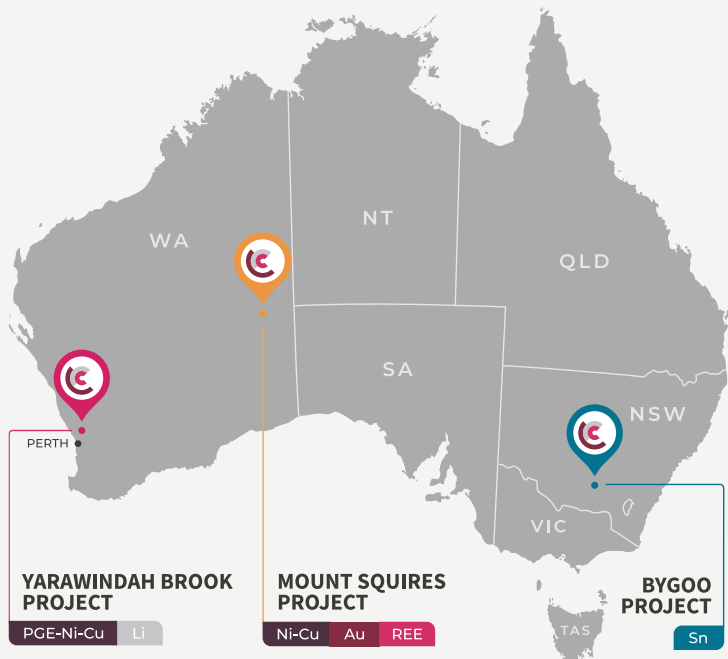 NT
WA
QLD
SA
NSW
PERTH
VIC
YARAWINDAH BROOK
PROJECT
PGE-Ni-Cu Li
MOUNT SQUIRES
PROJECT
Ni-Cu Au REE
BYGOO
PROJECT
Sn
TAS